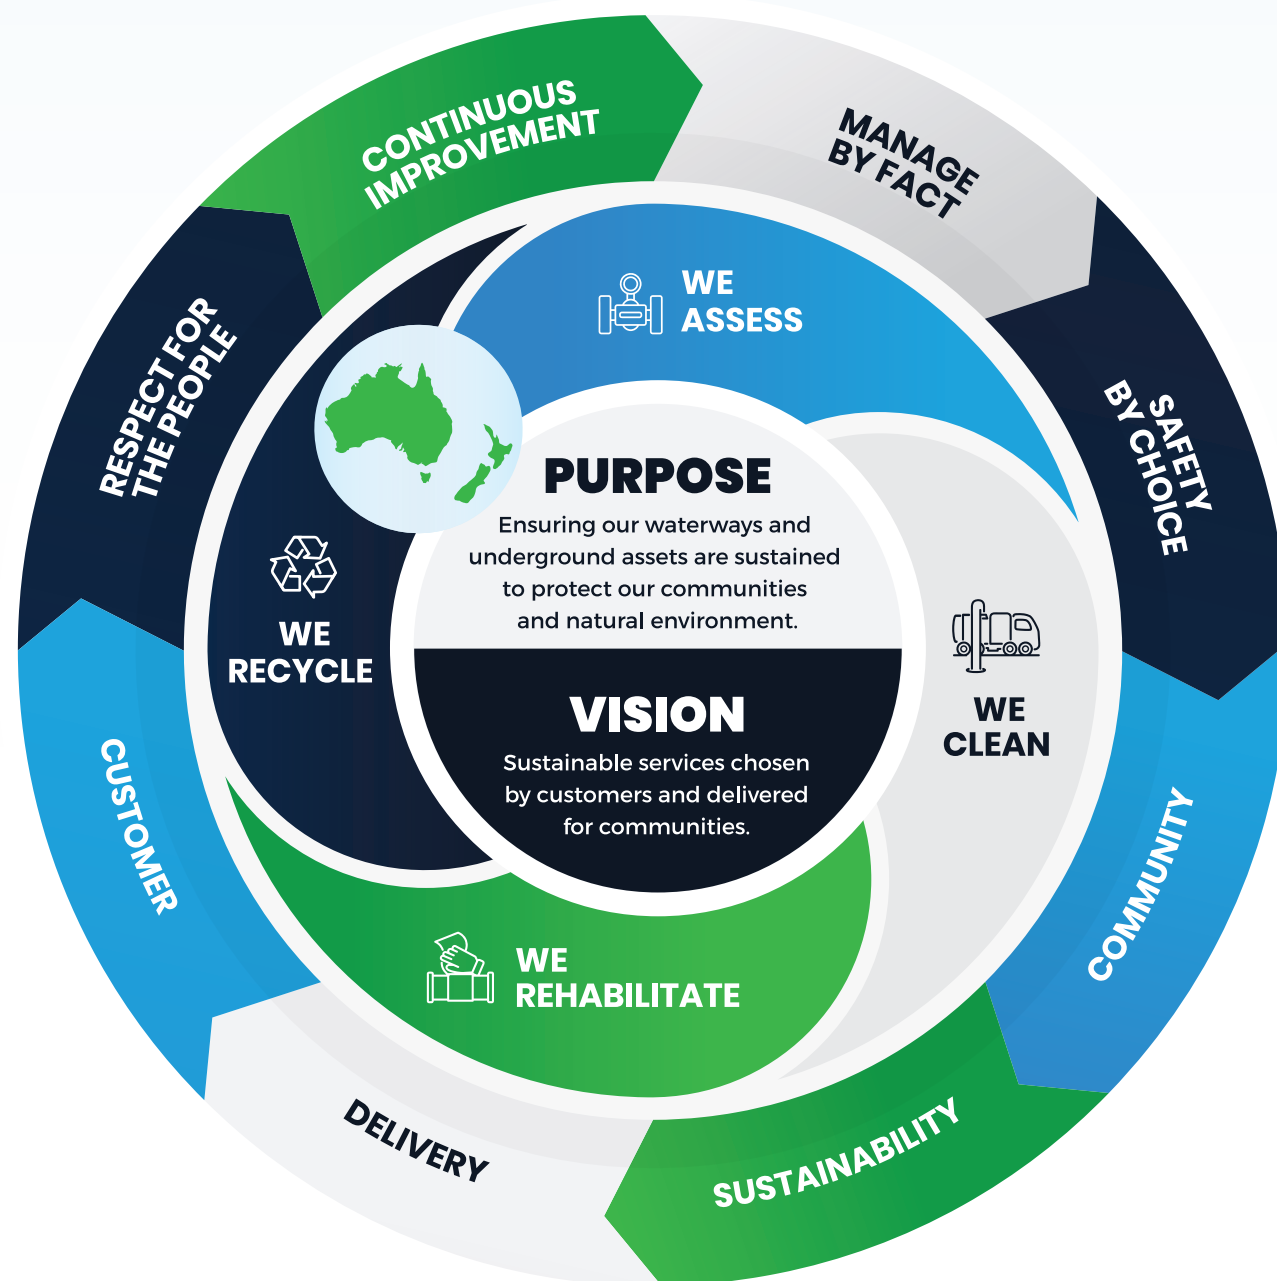 CONTINUOUS
IMPROVEMENT
MANAGE
BY FACT
SAFETY
BY CHOICE
COMMUNITY
SUSTAINABILITY
DELIVERY
CUSTOMER
RESPECT FOR
THE PEOPLE
WE
ASSESS
WE
CLEAN
WE
REHABILITATE
WE
RECYCLE
PURPOSE
Ensuring our waterways and
underground assets are sustained
to protect our communities
and natural environment.
VISION
Sustainable services chosen
by customers and delivered
for communities.